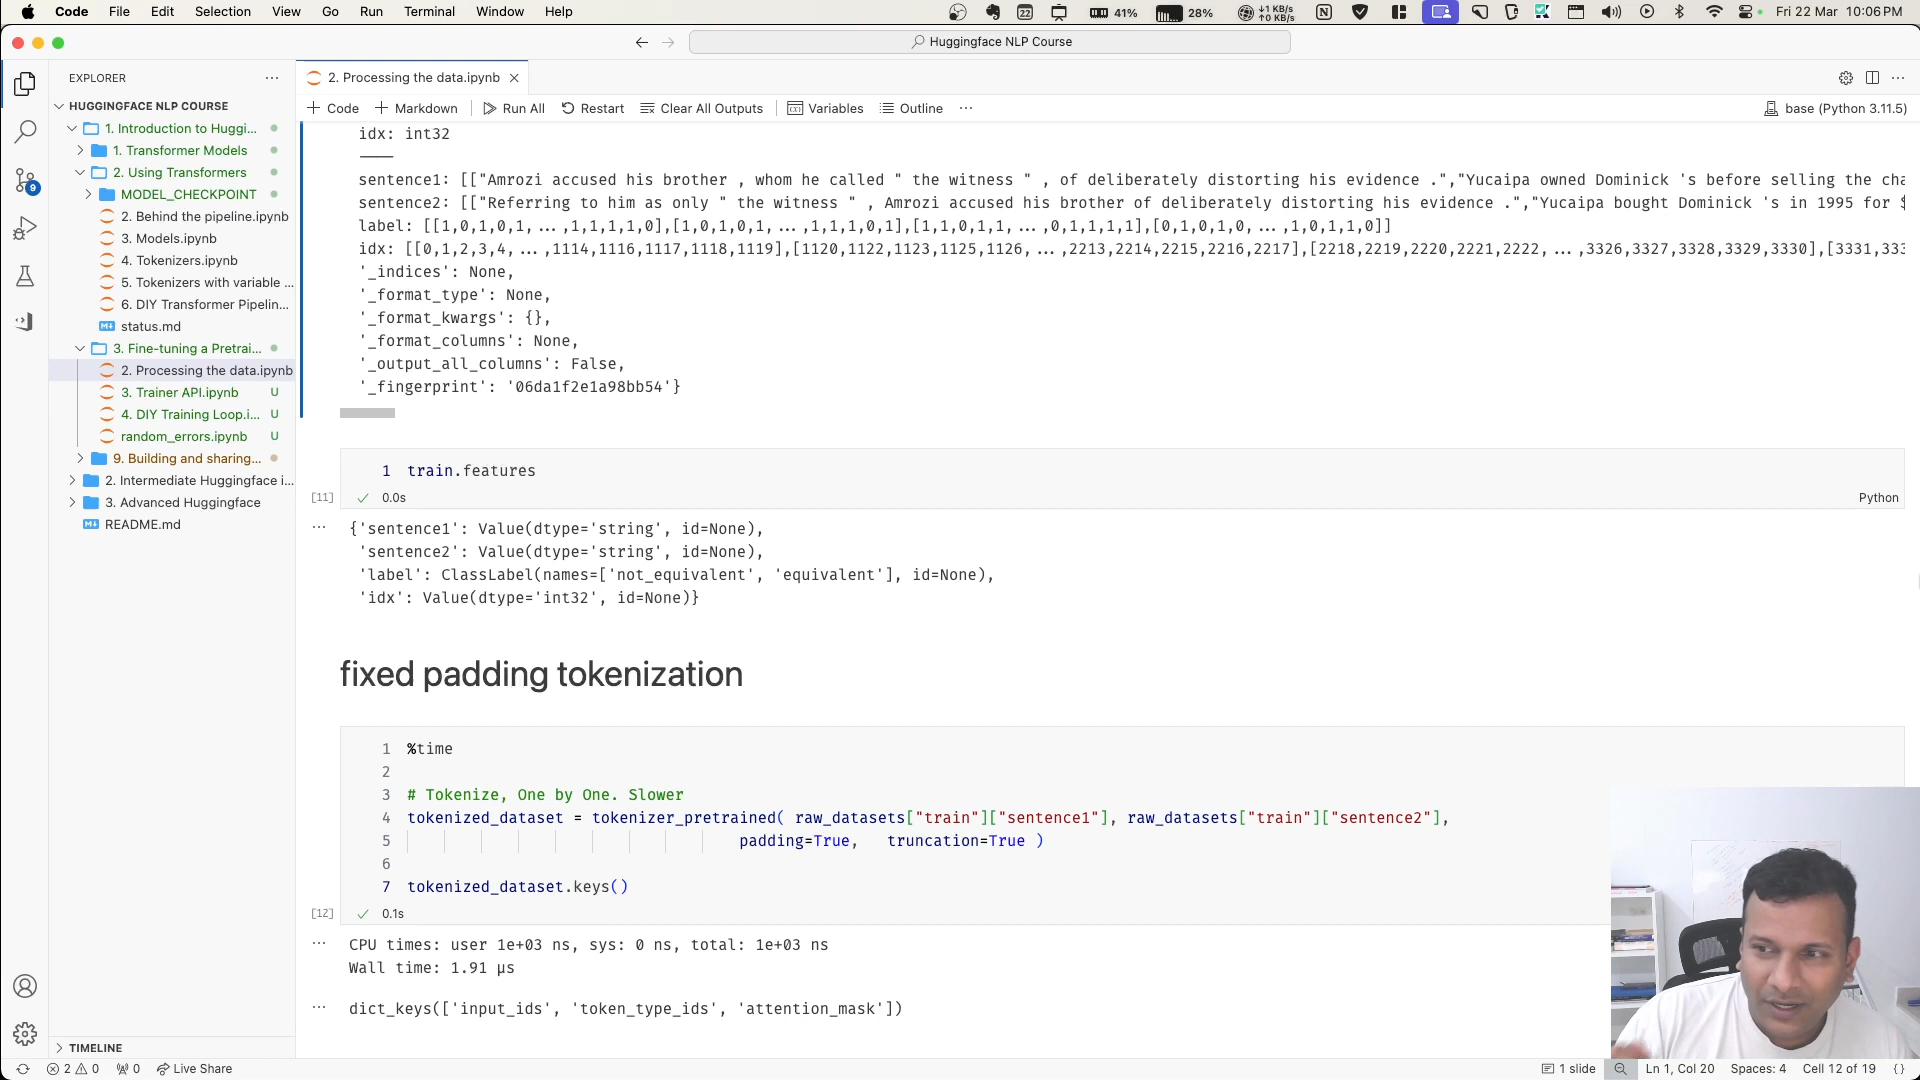 Code File Edit Selection View Go Run Terminal Window Help
22 41% 28% ↓1 KB/s ↑0 KB/s Fri 22 Mar 10:06 PM
Huggingface NLP Course
EXPLORER
2. Processing the data.ipynb
HUGGINGFACE NLP COURSE
Code Markdown Run All Restart Clear All Outputs Variables Outline ... base (Python 3.11.5)
1. Introduction to Huggi...
1. Transformer Models
2. Using Transformers
MODEL_CHECKPOINT
2. Behind the pipeline.ipynb
3. Models.ipynb
4. Tokenizers.ipynb
5. Tokenizers with variable ...
6. DIY Transformer Pipelin...
status.md
3. Fine-tuning a Pretrai...
2. Processing the data.ipynb
3. Trainer API.ipynb U
4. DIY Training Loop.i... U
random_errors.ipynb U
9. Building and sharing...
2. Intermediate Huggingface i...
3. Advanced Huggingface
README.md
9
TIMELINE
idx: int32
----
sentence1: [["Amrozi accused his brother , whom he called " the witness " , of deliberately distorting his evidence .","Yucaipa owned Dominick 's before selling the cha
sentence2: [["Referring to him as only " the witness " , Amrozi accused his brother of deliberately distorting his evidence .","Yucaipa bought Dominick 's in 1995 for $
label: [[1,0,1,0,1,...,1,1,1,1,0],[1,0,1,0,1,...,1,1,1,0,1],[1,1,0,1,1,...,0,1,1,1,1],[0,1,0,1,0,...,1,0,1,1,0]]
idx: [[0,1,2,3,4,...,1114,1116,1117,1118,1119],[1120,1122,1123,1125,1126,...,2213,2214,2215,2216,2217],[2218,2219,2220,2221,2222,...,3326,3327,3328,3329,3330],[3331,333
'_indices': None,
'_format_type': None,
'_format_kwargs': {},
'_format_columns': None,
'_output_all_columns': False,
'_fingerprint': '06da1f2e1a98bb54'}
1 train.features
[11] 0.0s Python
{'sentence1': Value(dtype='string', id=None),
'sentence2': Value(dtype='string', id=None),
'label': ClassLabel(names=['not_equivalent', 'equivalent'], id=None),
'idx': Value(dtype='int32', id=None)}
fixed padding tokenization
1 %time
2
3 # Tokenize, One by One. Slower
4 tokenized_dataset = tokenizer_pretrained( raw_datasets["train"]["sentence1"], raw_datasets["train"]["sentence2"],
5 padding=True, truncation=True )
6
7 tokenized_dataset.keys()
[12] 0.1s
CPU times: user 1e+03 ns, sys: 0 ns, total: 1e+03 ns
Wall time: 1.91 µs
dict_keys(['input_ids', 'token_type_ids', 'attention_mask'])
2 0 0 Live Share 1 slide Ln 1, Col 20 Spaces: 4 Cell 12 of 19 {}